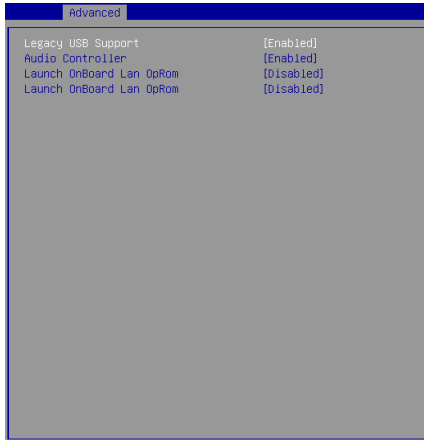 Advanced
Legacy USB Support [Enabled]
Audio Controller [Enabled]
Launch OnBoard Lan OpRom [Disabled]
Launch OnBoard Lan OpRom [Disabled]